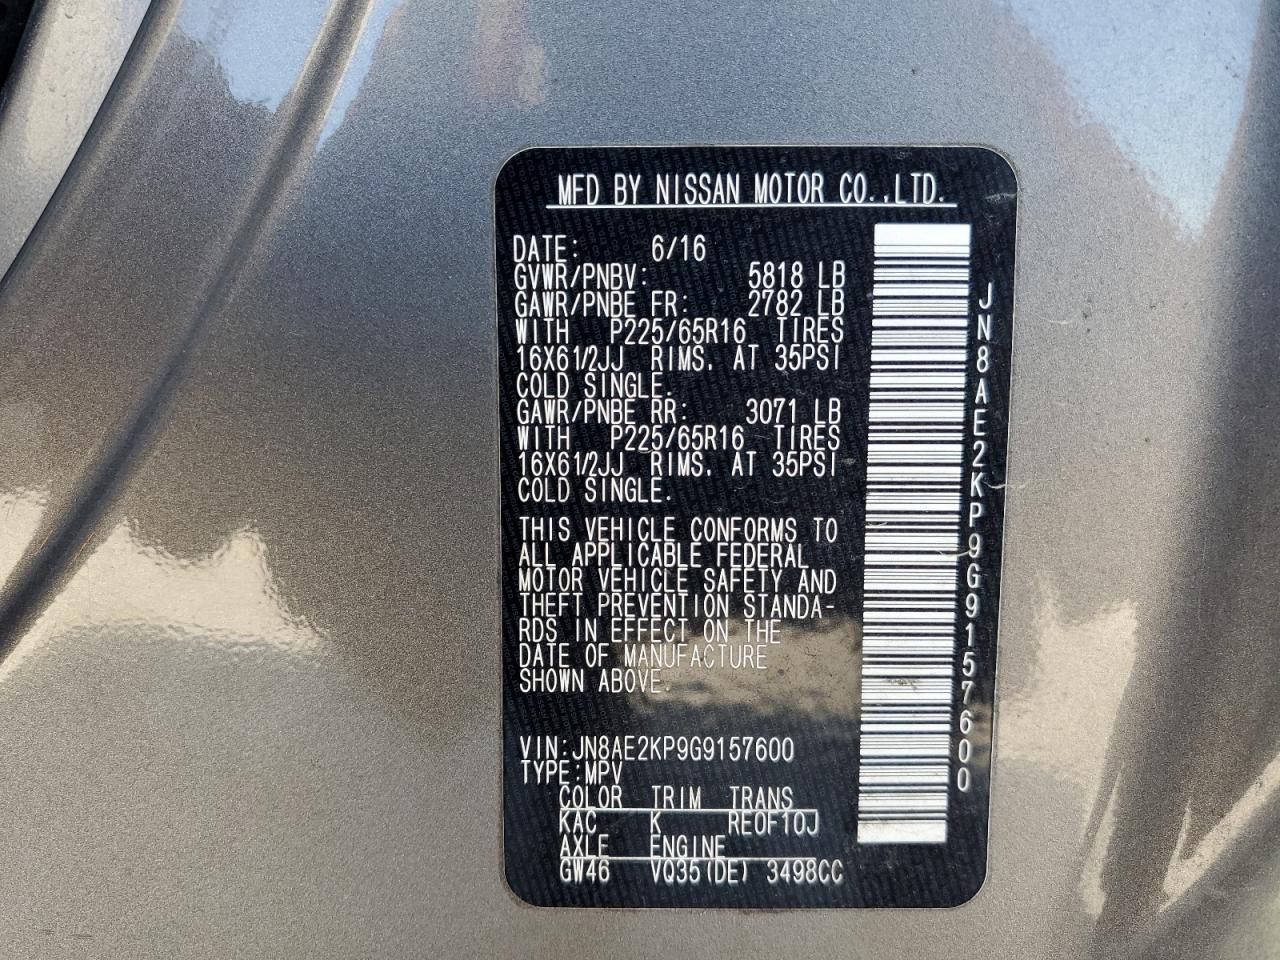 MFD BY NISSAN MOTOR CO.,LTD.
DATE: 6/16
GVWR/PNBV: 5818 LB
GAWR/PNBE FR: 2782 LB
WITH P225/65R16 TIRES
16X61/2JJ RIMS. AT 35PSI
COLD SINGLE.
GAWR/PNBE RR: 3071 LB
WITH P225/65R16 TIRES
16X61/2JJ RIMS. AT 35PSI
COLD SINGLE.
THIS VEHICLE CONFORMS TO
ALL APPLICABLE FEDERAL
MOTOR VEHICLE SAFETY AND
THEFT PREVENTION STANDA-
RDS IN EFFECT ON THE
DATE OF MANUFACTURE
SHOWN ABOVE.
VIN:JN8AE2KP9G9157600
TYPE:MPV
COLOR TRIM TRANS
KAC K RE0F10J
AXLE ENGINE
GW46 VQ35(DE) 3498CC
JN8AE2KP9G9157600